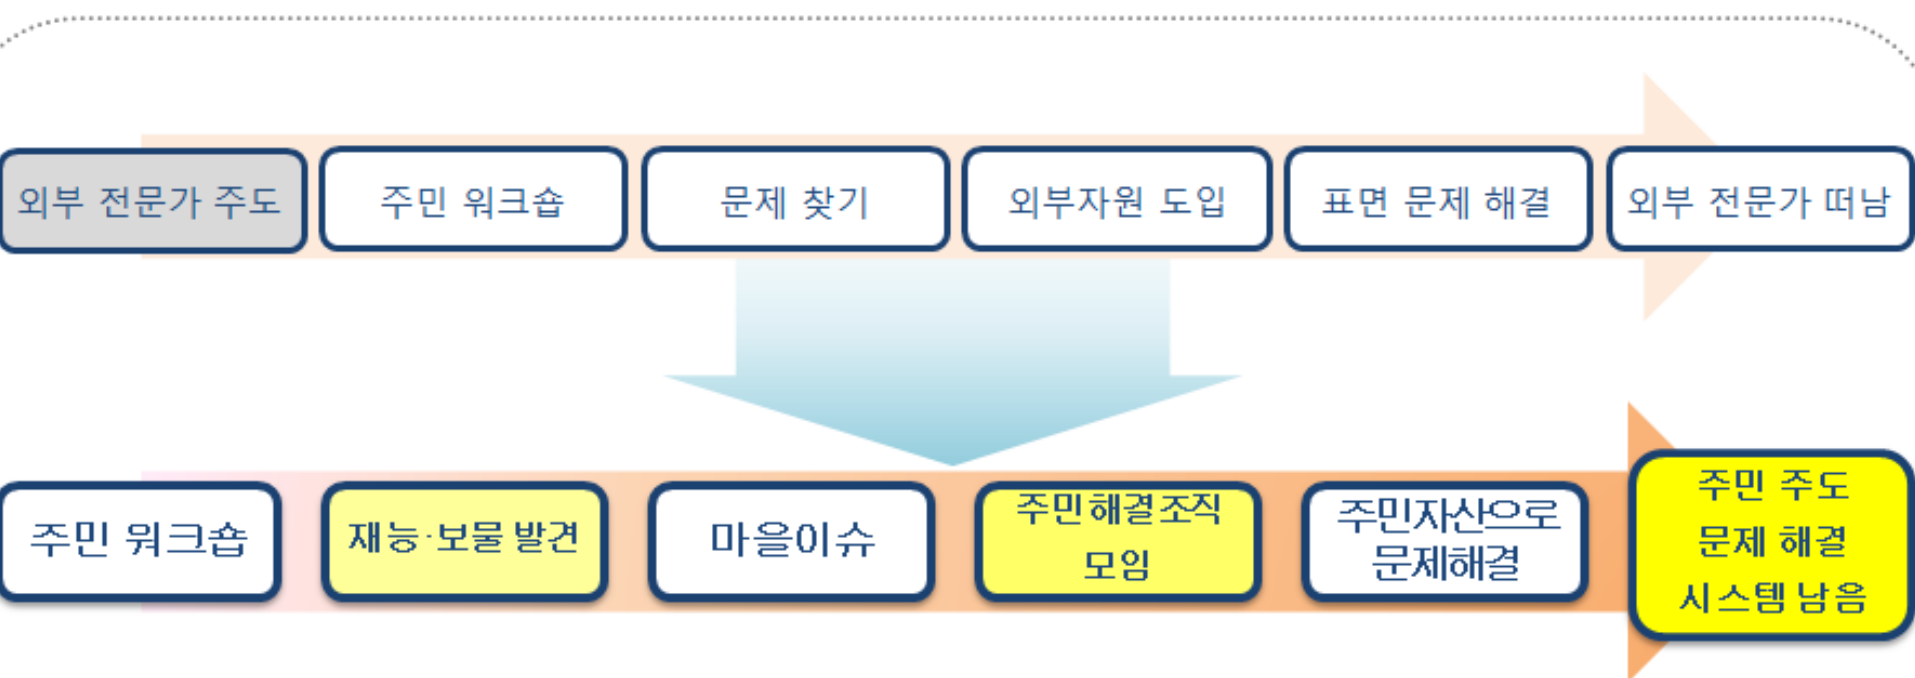 외부 전문가 주도
주민 워크숍
문제 찾기
외부자원 도입
표면 문제 해결
외부 전문가 떠남
주민 워크숍
재능·보물 발견
마을이슈
주민해결조직
모임
주민자산으로
문제해결
주민 주도
문제 해결
시스템 남음